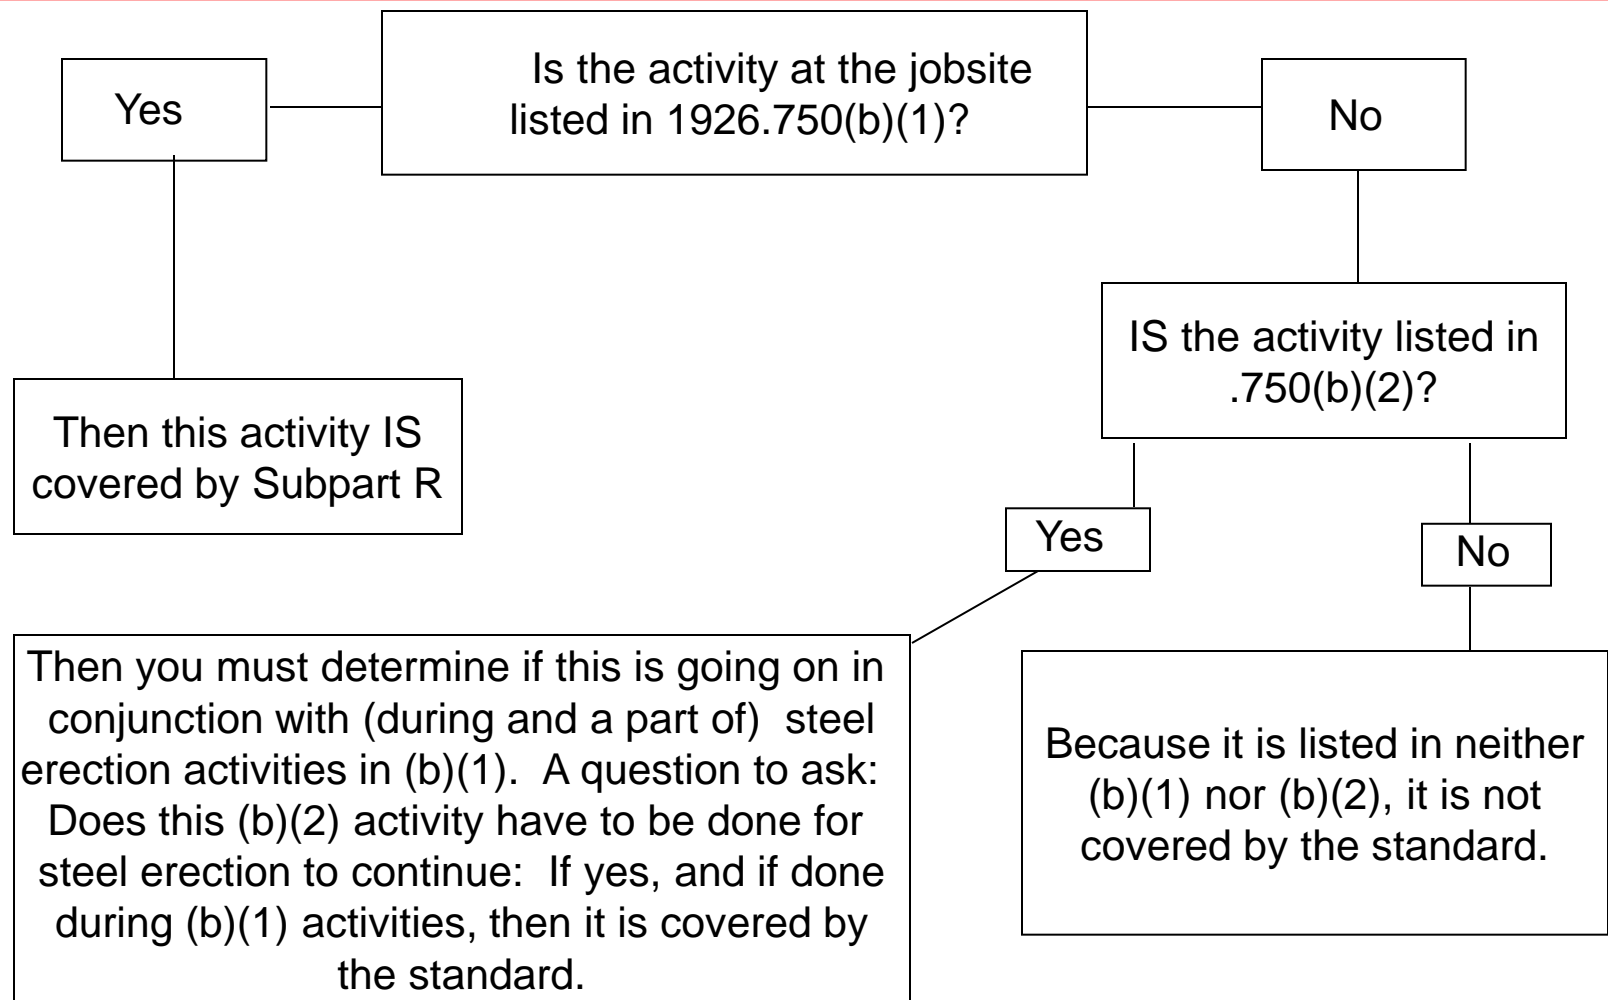 Is the activity at the jobsite
listed in 1926.750(b)(1)?
Yes
No
Then this activity IS
covered by Subpart R
IS the activity listed in
.750(b)(2)?
Yes
No
Then you must determine if this is going on in
conjunction with (during and a part of)  steel
erection activities in (b)(1).  A question to ask:
Does this (b)(2) activity have to be done for
steel erection to continue:  If yes, and if done
during (b)(1) activities, then it is covered by
the standard.
Because it is listed in neither
(b)(1) nor (b)(2), it is not
covered by the standard.